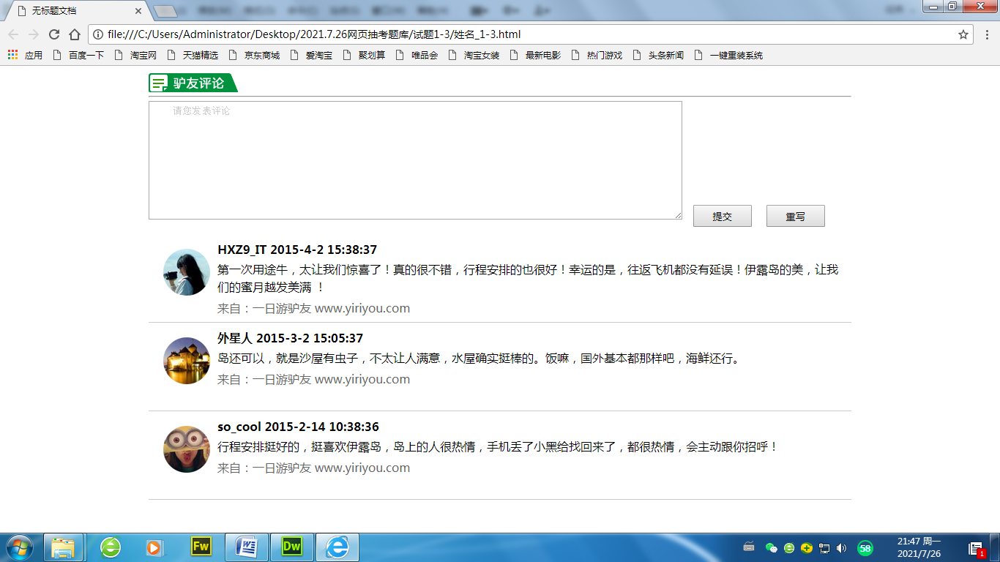 无标题文档
file:///C:/Users/Administrator/Desktop/2021.7.26网页抽考题库/试题1-3/姓名_1-3.html
应用 百度一下 淘宝网 天猫精选 京东商城 爱淘宝 聚划算 唯品会 淘宝女装 最新电影 热门游戏 头条新闻 一键重装系统
驴友评论
请您发表评论
提交 重写
HXZ9_IT 2015-4-2 15:38:37
第一次用途牛，太让我们惊喜了！真的很不错，行程安排的也很好！幸运的是，往返飞机都没有延误！伊露岛的美，让我
们的蜜月越发美满 ！
来自：一日游驴友 www.yiriyou.com
外星人 2015-3-2 15:05:37
岛还可以，就是沙屋有虫子，不太让人满意，水屋确实挺棒的。饭嘛，国外基本都那样吧，海鲜还行。
来自：一日游驴友 www.yiriyou.com
so_cool 2015-2-14 10:38:36
行程安排挺好的，挺喜欢伊露岛，岛上的人很热情，手机丢了小黑给找回来了，都很热情，会主动跟你招呼！
来自：一日游驴友 www.yiriyou.com
Fw
W
Dw
58
21:47 周一
2021/7/26
1